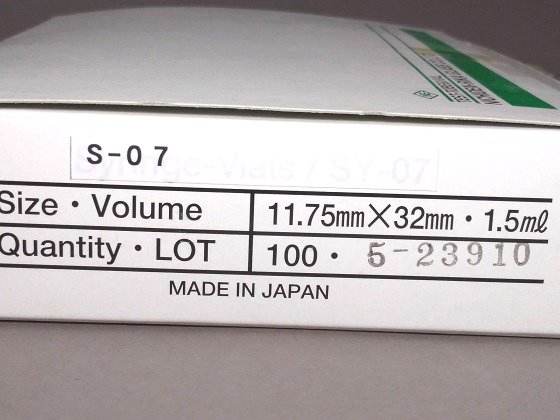 S-07
Syringe-Vials / SY-07
Size・Volume 11.75mm×32mm・1.5ml
Quantity・LOT 100・5-23910
MADE IN JAPAN